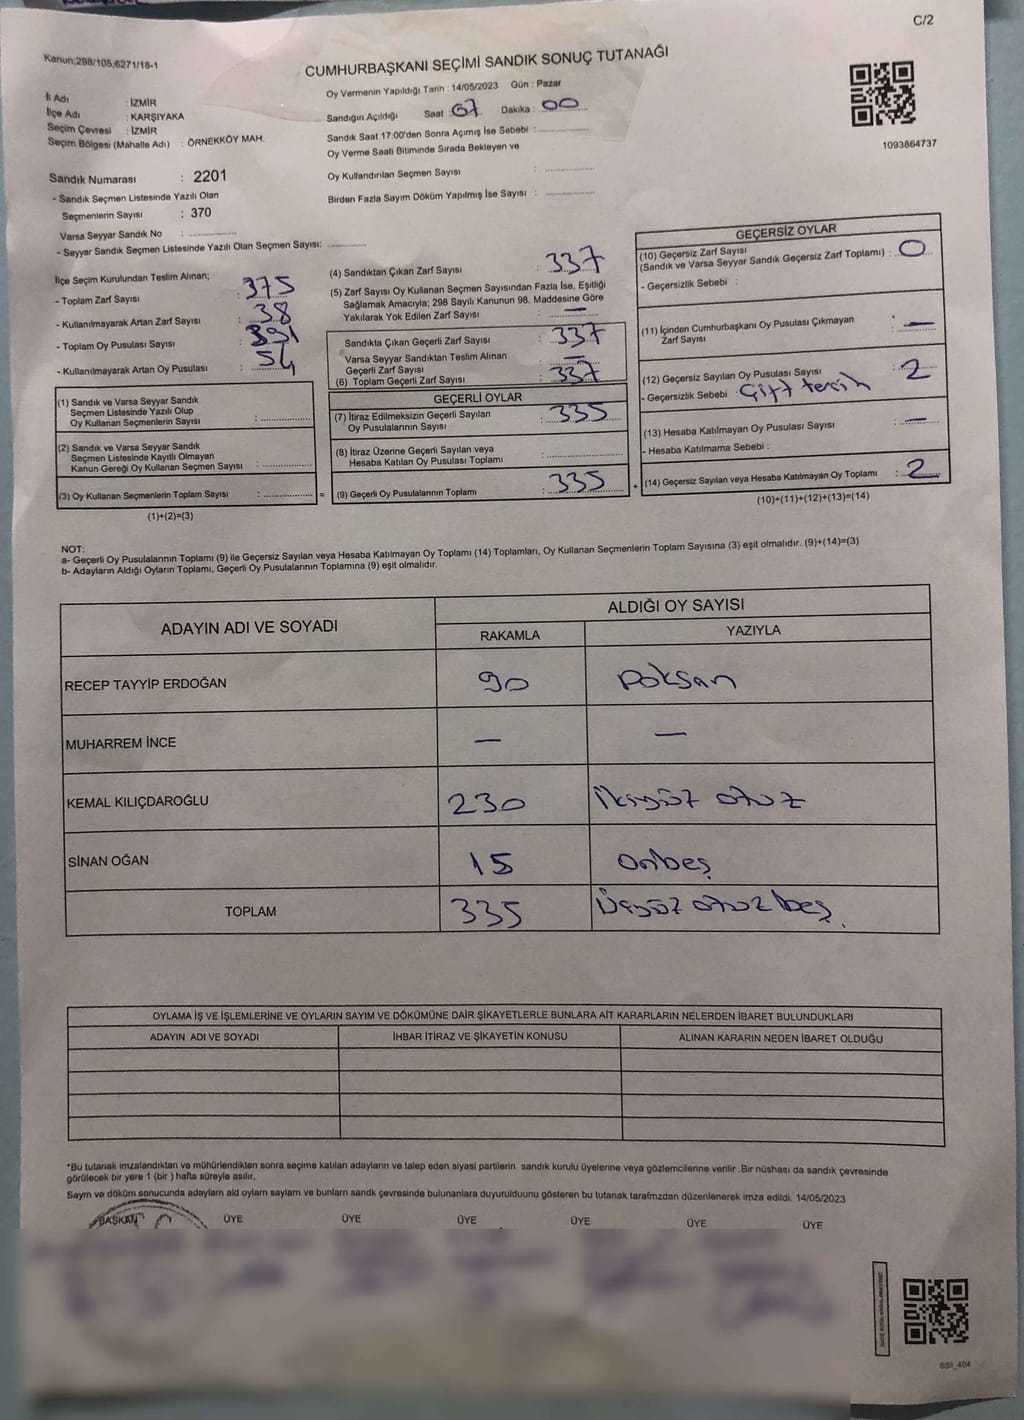 C/2
Kanun;298/105;6271/18-1
CUMHURBAŞKANI SEÇİMİ SANDIK SONUÇ TUTANAĞI
İl Adı : İZMİR
İlçe Adı : KARŞIYAKA
Seçim Çevresi : İZMİR
Seçim Bölgesi (Mahalle Adı) : ÖRNEKKÖY MAH.
Oy Vermenin Yapıldığı Tarih : 14/05/2023 Gün : Pazar
Sandığın Açıldığı Saat : 07 Dakika : 00
Sandık Saat 17:00'den Sonra Açımış İse Sebebi : ..............
Oy Verme Saati Bitiminde Sırada Bekleyen ve
Oy Kullandırılan Seçmen Sayısı : ..............
Birden Fazla Sayım Döküm Yapılmış İse Sayısı : ..............
1093864737
Sandık Numarası : 2201
- Sandık Seçmen Listesinde Yazılı Olan
Seçmenlerin Sayısı : 370
Varsa Seyyar Sandık No : ..............
- Seyyar Sandık Seçmen Listesinde Yazılı Olan Seçmen Sayısı: ..............
İlçe Seçim Kurulundan Teslim Alınan;
- Toplam Zarf Sayısı : 375
- Kullanılmayarak Artan Zarf Sayısı : 38
- Toplam Oy Pusulası Sayısı : 391
- Kullanılmayarak Artan Oy Pusulası : 54
(1) Sandık ve Varsa Seyyar Sandık
Seçmen Listesinde Yazılı Olup
Oy Kullanan Seçmenlerin Sayısı : ..............
(2) Sandık ve Varsa Seyyar Sandık
Seçmen Listesinde Kayıtlı Olmayan
Kanun Gereği Oy Kullanan Seçmen Sayısı : ..............
(3) Oy Kullanan Seçmenlerin Toplam Sayısı : .............. =
(1)+(2)=(3)
(4) Sandıktan Çıkan Zarf Sayısı : 337
(5) Zarf Sayısı Oy Kullanan Seçmen Sayısından Fazla İse, Eşitliği
Sağlamak Amacıyla; 298 Sayılı Kanunun 98. Maddesine Göre
Yakılarak Yok Edilen Zarf Sayısı : —
Sandıkta Çıkan Geçerli Zarf Sayısı : 337
Varsa Seyyar Sandıktan Teslim Alınan
Geçerli Zarf Sayısı : —
(6) Toplam Geçerli Zarf Sayısı : 337
GEÇERLİ OYLAR
(7) İtiraz Edilmeksizin Geçerli Sayılan
Oy Pusulalarının Sayısı : 335
(8) İtiraz Üzerine Geçerli Sayılan veya
Hesaba Katılan Oy Pusulası Toplamı : ..............
(9) Geçerli Oy Pusulalarının Toplamı : 335 +
GEÇERSİZ OYLAR
(10) Geçersiz Zarf Sayısı
(Sandık ve Varsa Seyyar Sandık Geçersiz Zarf Toplamı) : 0
- Geçersizlik Sebebi :
(11) İçinden Cumhurbaşkanı Oy Pusulası Çıkmayan
Zarf Sayısı : —
(12) Geçersiz Sayılan Oy Pusulası Sayısı : 2
- Geçersizlik Sebebi : Çift tercih
(13) Hesaba Katılmayan Oy Pusulası Sayısı : —
- Hesaba Katılmama Sebebi :
(14) Geçersiz Sayılan veya Hesaba Katılmayan Oy Toplamı : 2
(10)+(11)+(12)+(13)=(14)
NOT:
a- Geçerli Oy Pusulalarının Toplamı (9) ile Geçersiz Sayılan veya Hesaba Katılmayan Oy Toplamı (14) Toplamları, Oy Kullanan Seçmenlerin Toplam Sayısına (3) eşit olmalıdır. (9)+(14)=(3)
b- Adayların Aldığı Oyların Toplamı, Geçerli Oy Pusulalarının Toplamına (9) eşit olmalıdır.
ADAYIN ADI VE SOYADI ALDIĞI OY SAYISI
RAKAMLA YAZIYLA
RECEP TAYYİP ERDOĞAN 90 Doksan
MUHARREM İNCE — —
KEMAL KILIÇDAROĞLU 230 İkiyüz otuz
SİNAN OĞAN 15 Onbeş
TOPLAM 335 Üçyüz otuz beş.
OYLAMA İŞ VE İŞLEMLERİNE VE OYLARIN SAYIM VE DÖKÜMÜNE DAİR ŞİKAYETLERLE BUNLARA AİT KARARLARIN NELERDEN İBARET BULUNDUKLARI
ADAYIN ADI VE SOYADI İHBAR İTİRAZ VE ŞİKAYETİN KONUSU ALINAN KARARIN NEDEN İBARET OLDUĞU
*Bu tutanak imzalandıktan ve mühürlendikten sonra seçime katılan adayların ve talep eden siyasi partilerin sandık kurulu üyelerine veya gözlemcilerine verilir .Bir nüshası da sandık çevresinde
görülecek bir yere 1 (bir ) hafta süreyle asılır.
Sayım ve döküm sonucunda adayların ald oyların sayların ve bunların sandk çevresinde bulunanlara duyurulduunu gösteren bu tutanak tarafmzdan düzenlenerek imza edildi. 14/05/2023
BAŞKAN ÜYE ÜYE ÜYE ÜYE ÜYE ÜYE
SSI_404